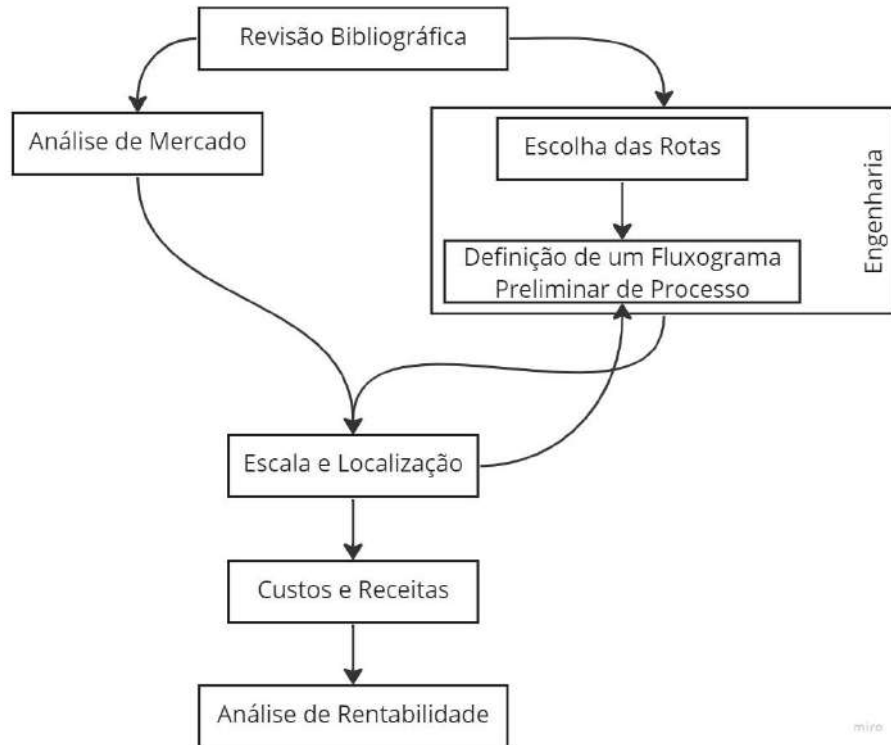 Revisão Bibliográfica
Análise de Mercado
Escolha das Rotas
Engenharia
Definição de um Fluxograma
Preliminar de Processo
Escala e Localização
Custos e Receitas
Análise de Rentabilidade
miro